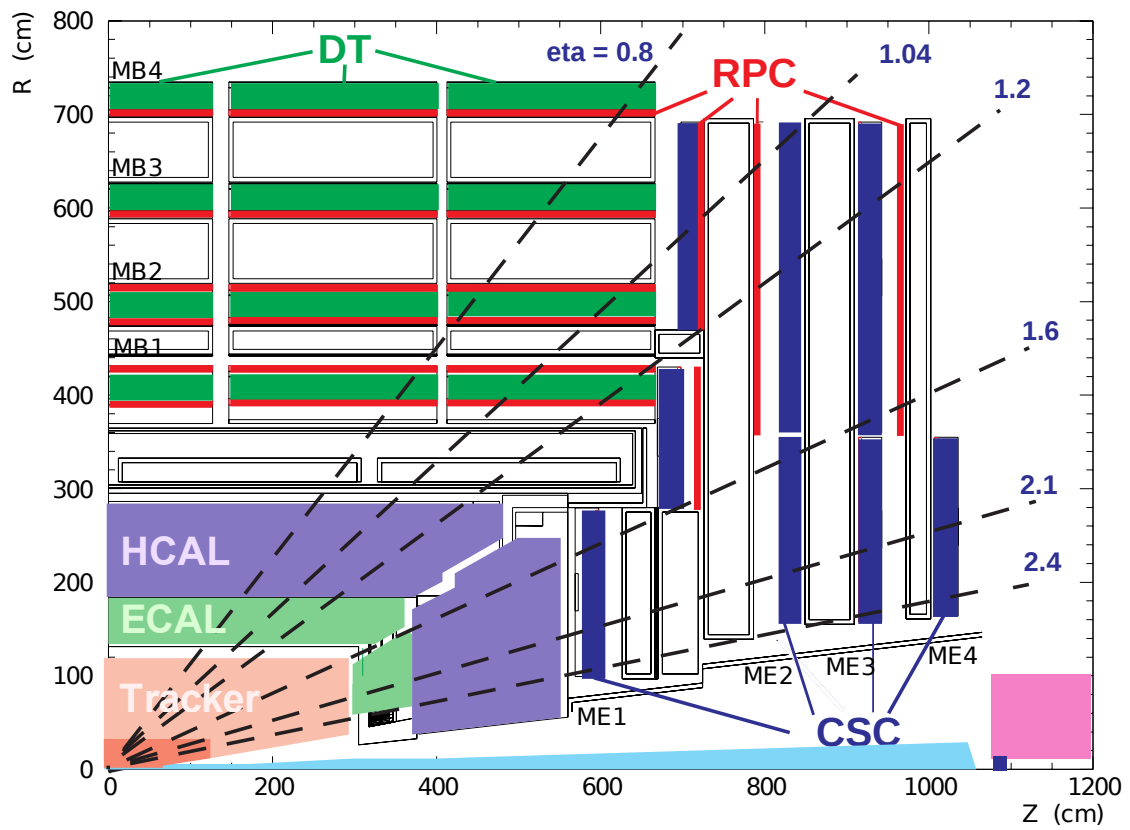 800
R (cm)
DT
eta = 0.8
1.04
RPC
MB4
1.2
700
MB3
600
MB2
500
MB1
1.6
400
300
2.1
HCAL
2.4
200
ECAL
100
Tracker
ME1
ME2
ME3
ME4
CSC
0
0
200
400
600
800
1000
1200
Z (cm)